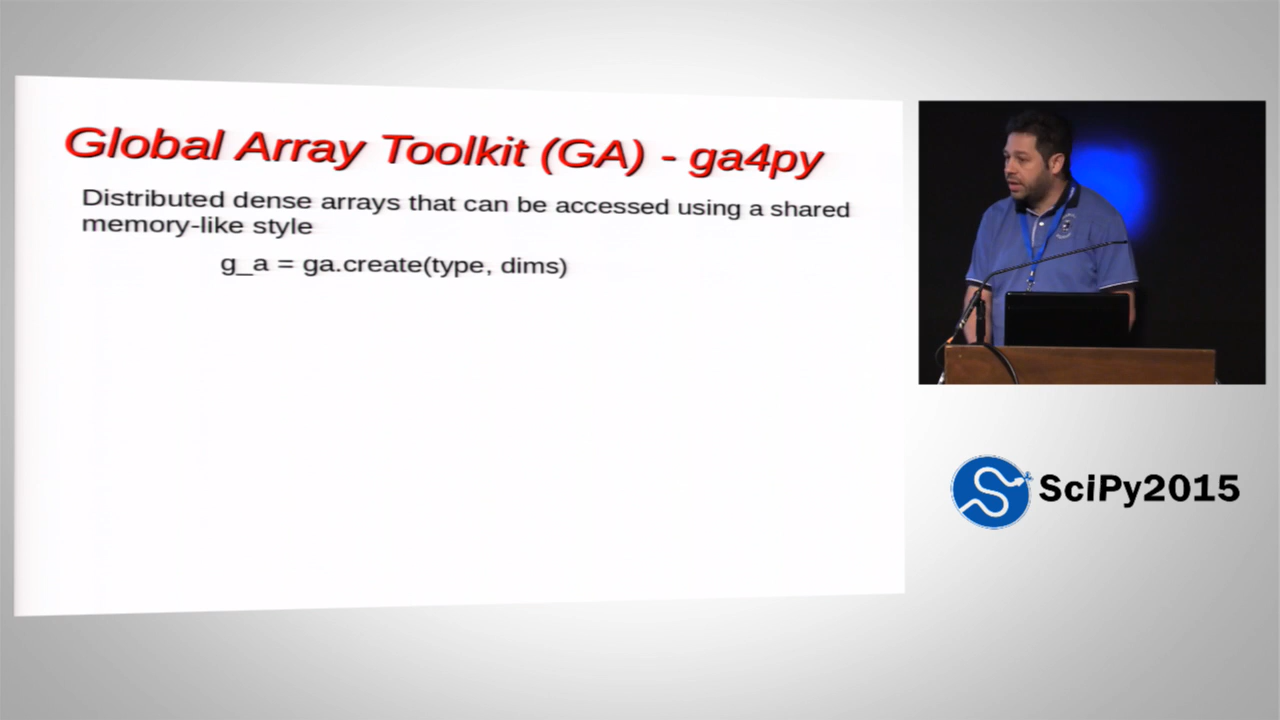 Global Array Toolkit (GA) - ga4py
Distributed dense arrays that can be accessed using a shared
memory-like style
g_a = ga.create(type, dims)
SciPy2015